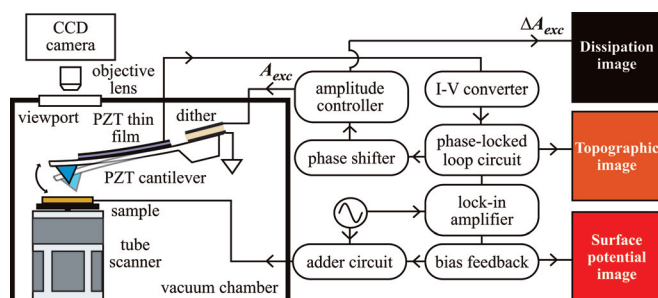 CCD
camera
objective
lens
viewport
PZT thin
film
dither
PZT cantilever
sample
tube
scanner
vacuum chamber
A_exc
amplitude
controller
phase shifter
ΔA_exc
I-V converter
phase-locked
loop circuit
lock-in
amplifier
adder circuit
bias feedback
Dissipation
image
Topographic
image
Surface
potential
image